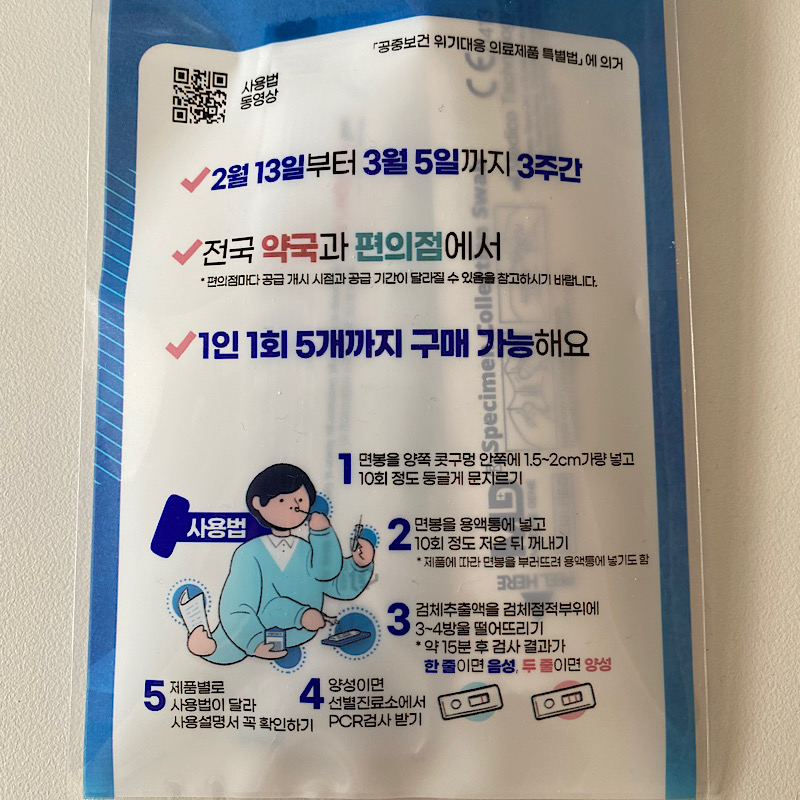 「공중보건 위기대응 의료제품 특별법」에 의거
사용법
동영상
2월 13일부터 3월 5일까지 3주간
전국 약국과 편의점에서
* 편의점마다 공급 개시 시점과 공급 기간이 달라질 수 있음을 참고하시기 바랍니다.
1인 1회 5개까지 구매 가능해요
사용법
1 면봉을 양쪽 콧구멍 안쪽에 1.5~2cm가량 넣고
10회 정도 둥글게 문지르기
2 면봉을 용액통에 넣고
10회 정도 저은 뒤 꺼내기
* 제품에 따라 면봉을 부러뜨려 용액통에 넣기도 함
3 검체추출액을 검체점적부위에
3~4방울 떨어뜨리기
* 약 15분 후 검사 결과가
한 줄이면 음성, 두 줄이면 양성
4 양성이면
선별진료소에서
PCR검사 받기
5 제품별로
사용법이 달라
사용설명서 꼭 확인하기
CE
Specimen Collection Swa
HERE